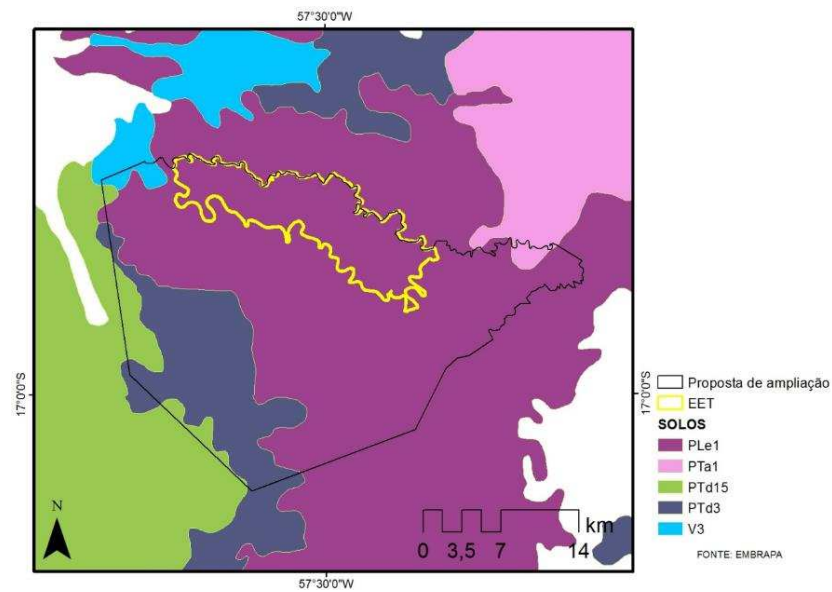 57°30'0"W
17°0'0"S
17°0'0"S
Proposta de ampliação
EET
SOLOS
PLe1
PTa1
PTd15
PTd3
V3
N
km
0 3,5 7 14
FONTE: EMBRAPA
57°30'0"W